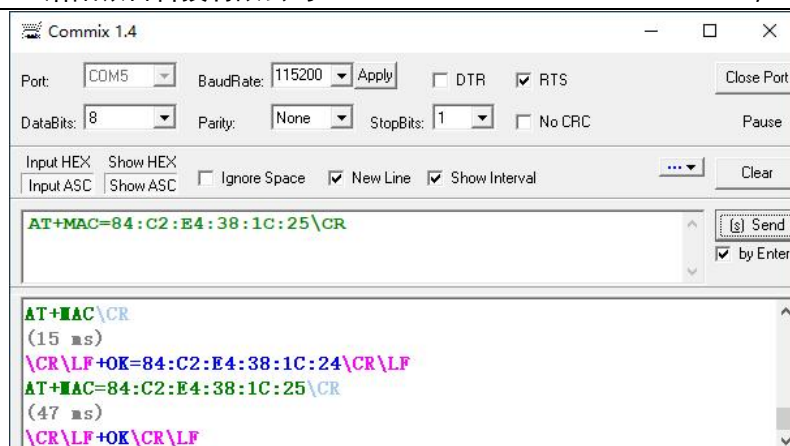 Commix 1.4
Port: COM5 BaudRate: 115200 Apply DTR RTS Close Port
DataBits: 8 Parity: None StopBits: 1 No CRC Pause
Input HEX Show HEX
Input ASC Show ASC Ignore Space New Line Show Interval ... Clear
AT+MAC=84:C2:E4:38:1C:25\CR
(s) Send
by Enter
AT+MAC\CR
(15 ms)
\CR\LF+OK=84:C2:E4:38:1C:24\CR\LF
AT+MAC=84:C2:E4:38:1C:25\CR
(47 ms)
\CR\LF+OK\CR\LF